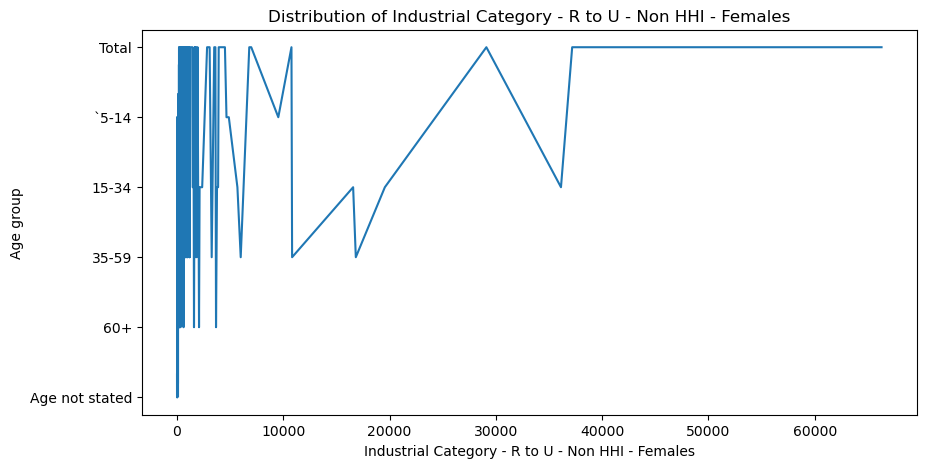 Distribution of Industrial Category - R to U - Non HHI - Females
Age group
Total
`5-14
15-34
35-59
60+
Age not stated
0
10000
20000
30000
40000
50000
60000
Industrial Category - R to U - Non HHI - Females